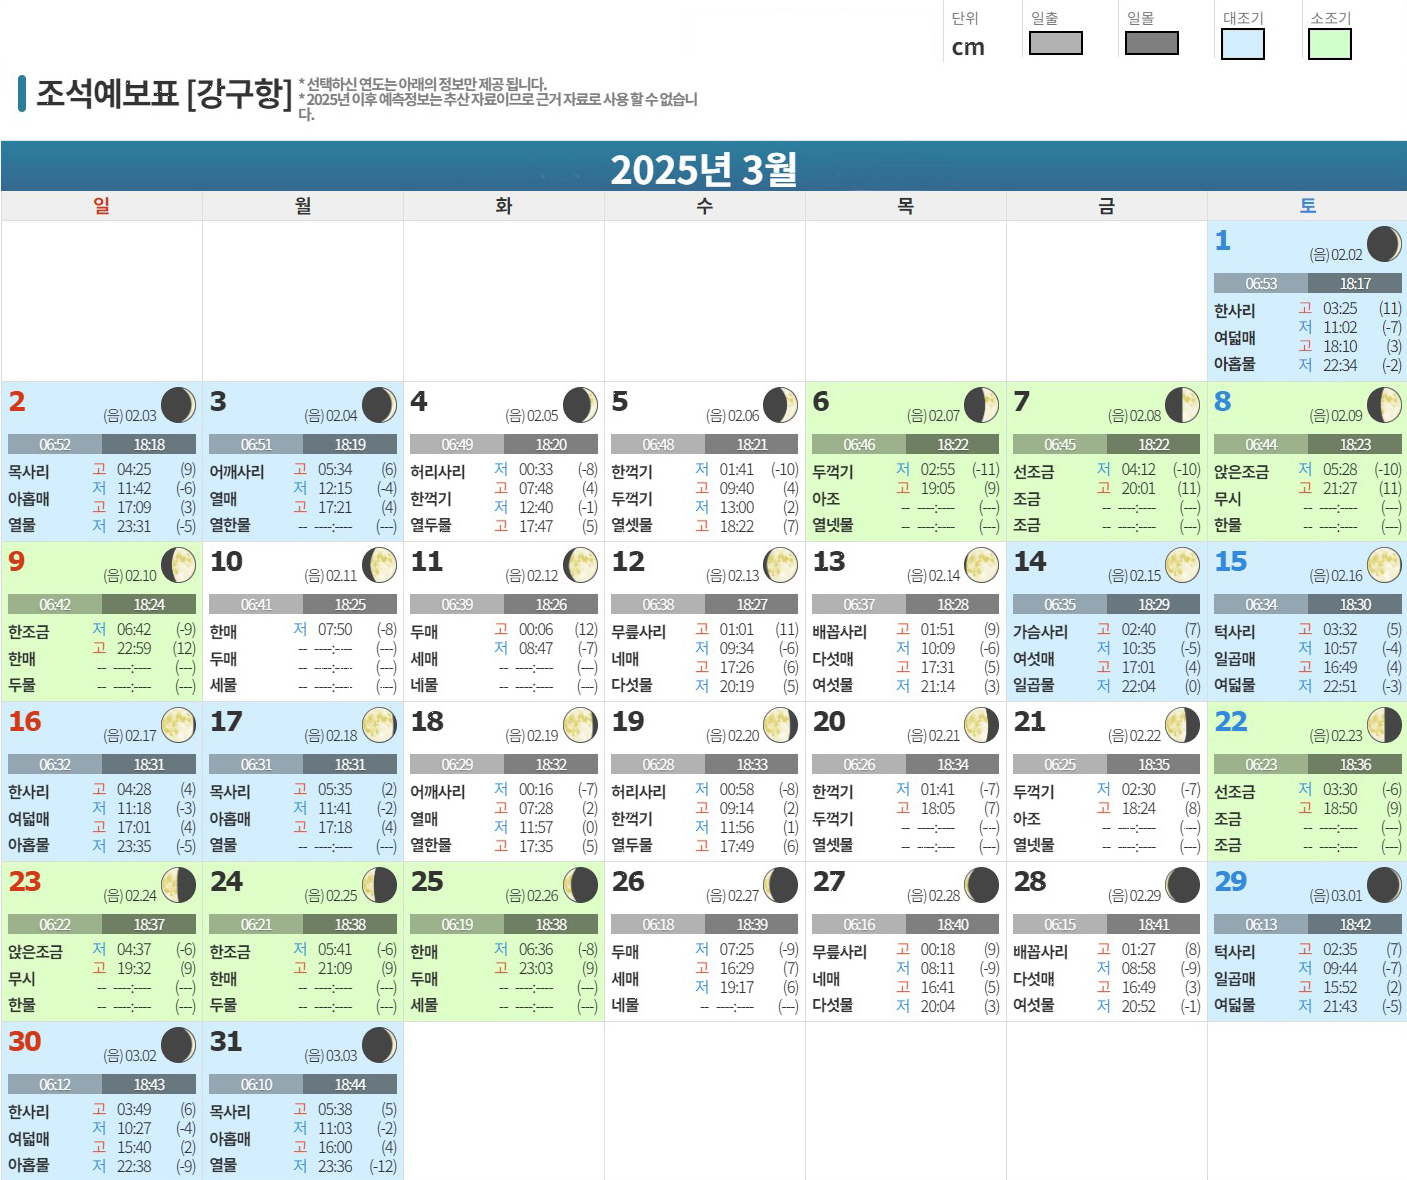 단위 일출 일몰 대조기 소조기
cm
조석예보표 [강구항]
* 선택하신 연도는 아래의 정보만 제공 됩니다.
* 2025년 이후 예측정보는 추산 자료이므로 근거 자료로 사용 할 수 없습니
다.
2025년 3월
일 월 화 수 목 금 토
1 (음) 02.02
06:53 18:17
한사리 고 03:25 (11)
저 11:02 (-7)
여덟매 고 18:10 (3)
아홉물 저 22:34 (-2)
2 (음) 02.03
06:52 18:18
목사리 고 04:25 (9)
아홉매 저 11:42 (-6)
고 17:09 (3)
열물 저 23:31 (-5)
3 (음) 02.04
06:51 18:19
어깨사리 고 05:34 (6)
열매 저 12:15 (-4)
고 17:21 (4)
열한물 -- ----:---- (---)
4 (음) 02.05
06:49 18:20
허리사리 저 00:33 (-8)
한꺽기 고 07:48 (4)
저 12:40 (-1)
열두물 고 17:47 (5)
5 (음) 02.06
06:48 18:21
한꺽기 저 01:41 (-10)
두꺽기 고 09:40 (4)
저 13:00 (2)
열셋물 고 18:22 (7)
6 (음) 02.07
06:46 18:22
두꺽기 저 02:55 (-11)
아조 고 19:05 (9)
-- ----:---- (---)
열넷물 -- ----:---- (---)
7 (음) 02.08
06:45 18:22
선조금 저 04:12 (-10)
조금 고 20:01 (11)
-- ----:---- (---)
조금 -- ----:---- (---)
8 (음) 02.09
06:44 18:23
앉은조금 저 05:28 (-10)
무시 고 21:27 (11)
-- ----:---- (---)
한물 -- ----:---- (---)
9 (음) 02.10
06:42 18:24
한조금 저 06:42 (-9)
한매 고 22:59 (12)
-- ----:---- (---)
두물 -- ----:---- (---)
10 (음) 02.11
06:41 18:25
한매 저 07:50 (-8)
두매 -- ----:---- (---)
-- ----:---- (---)
세물 -- ----:---- (---)
11 (음) 02.12
06:39 18:26
두매 고 00:06 (12)
세매 저 08:47 (-7)
-- ----:---- (---)
네물 -- ----:---- (---)
12 (음) 02.13
06:38 18:27
무릎사리 고 01:01 (11)
네매 저 09:34 (-6)
고 17:26 (6)
다섯물 저 20:19 (5)
13 (음) 02.14
06:37 18:28
배꼽사리 고 01:51 (9)
다섯매 저 10:09 (-6)
고 17:31 (5)
여섯물 저 21:14 (3)
14 (음) 02.15
06:35 18:29
가슴사리 고 02:40 (7)
여섯매 저 10:35 (-5)
고 17:01 (4)
일곱물 저 22:04 (0)
15 (음) 02.16
06:34 18:30
턱사리 고 03:32 (5)
일곱매 저 10:57 (-4)
고 16:49 (4)
여덟물 저 22:51 (-3)
16 (음) 02.17
06:32 18:31
한사리 고 04:28 (4)
여덟매 저 11:18 (-3)
고 17:01 (4)
아홉물 저 23:35 (-5)
17 (음) 02.18
06:31 18:31
목사리 고 05:35 (2)
아홉매 저 11:41 (-2)
고 17:18 (4)
열물 -- ----:---- (---)
18 (음) 02.19
06:29 18:32
어깨사리 저 00:16 (-7)
열매 고 07:28 (2)
저 11:57 (0)
열한물 고 17:35 (5)
19 (음) 02.20
06:28 18:33
허리사리 저 00:58 (-8)
한꺽기 고 09:14 (2)
저 11:56 (1)
열두물 고 17:49 (6)
20 (음) 02.21
06:26 18:34
한꺽기 저 01:41 (-7)
두꺽기 고 18:05 (7)
-- ----:---- (---)
열셋물 -- ----:---- (---)
21 (음) 02.22
06:25 18:35
두꺽기 저 02:30 (-7)
아조 고 18:24 (8)
-- ----:---- (---)
열넷물 -- ----:---- (---)
22 (음) 02.23
06:23 18:36
선조금 저 03:30 (-6)
조금 고 18:50 (9)
-- ----:---- (---)
조금 -- ----:---- (---)
23 (음) 02.24
06:22 18:37
앉은조금 저 04:37 (-6)
무시 고 19:32 (9)
-- ----:---- (---)
한물 -- ----:---- (---)
24 (음) 02.25
06:21 18:38
한조금 저 05:41 (-6)
한매 고 21:09 (9)
-- ----:---- (---)
두물 -- ----:---- (---)
25 (음) 02.26
06:19 18:38
한매 저 06:36 (-8)
두매 고 23:03 (9)
-- ----:---- (---)
세물 -- ----:---- (---)
26 (음) 02.27
06:18 18:39
두매 저 07:25 (-9)
세매 고 16:29 (7)
저 19:17 (6)
네물 -- ----:---- (---)
27 (음) 02.28
06:16 18:40
무릎사리 고 00:18 (9)
네매 저 08:11 (-9)
고 16:41 (5)
다섯물 저 20:04 (3)
28 (음) 02.29
06:15 18:41
배꼽사리 고 01:27 (8)
다섯매 저 08:58 (-9)
고 16:49 (3)
여섯물 저 20:52 (-1)
29 (음) 03.01
06:13 18:42
턱사리 고 02:35 (7)
일곱매 저 09:44 (-7)
고 15:52 (2)
여덟물 저 21:43 (-5)
30 (음) 03.02
06:12 18:43
한사리 고 03:49 (6)
여덟매 저 10:27 (-4)
고 15:40 (2)
아홉물 저 22:38 (-9)
31 (음) 03.03
06:10 18:44
목사리 고 05:38 (5)
아홉매 저 11:03 (-2)
고 16:00 (4)
열물 저 23:36 (-12)